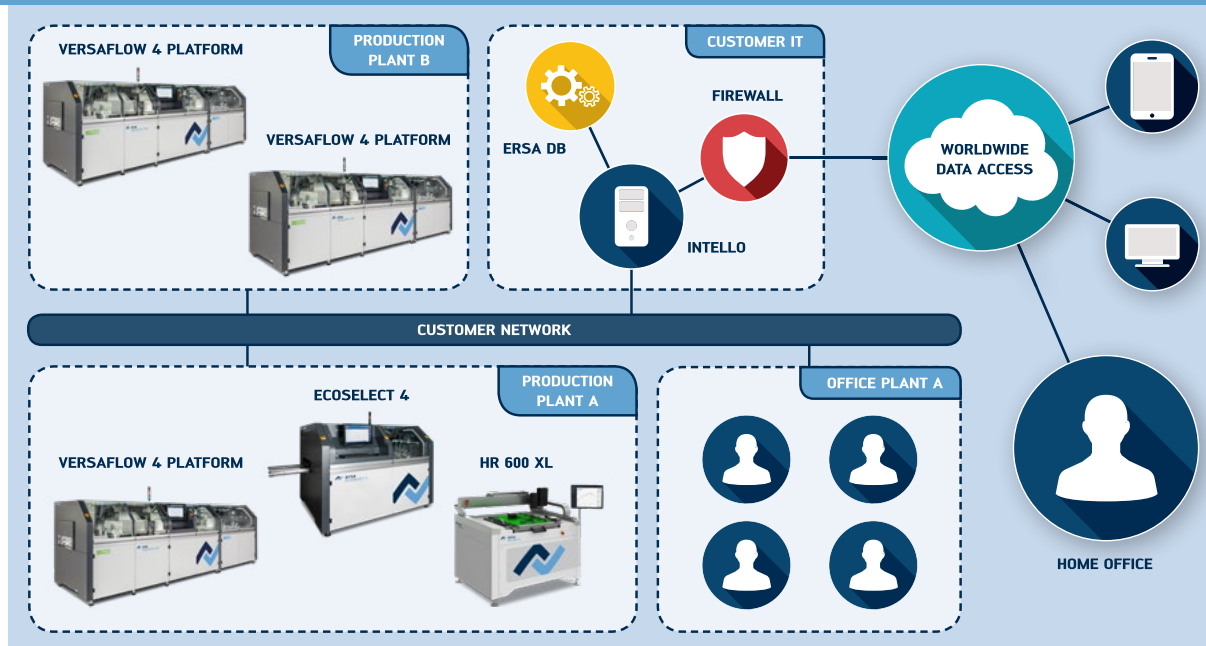 VERSAFLOW 4 PLATFORM
PRODUCTION
PLANT B
VERSAFLOW 4 PLATFORM
CUSTOMER IT
FIREWALL
ERSA DB
INTELLO
WORLDWIDE
DATA ACCESS
CUSTOMER NETWORK
PRODUCTION
PLANT A
ECOSELECT 4
VERSAFLOW 4 PLATFORM
HR 600 XL
OFFICE PLANT A
HOME OFFICE